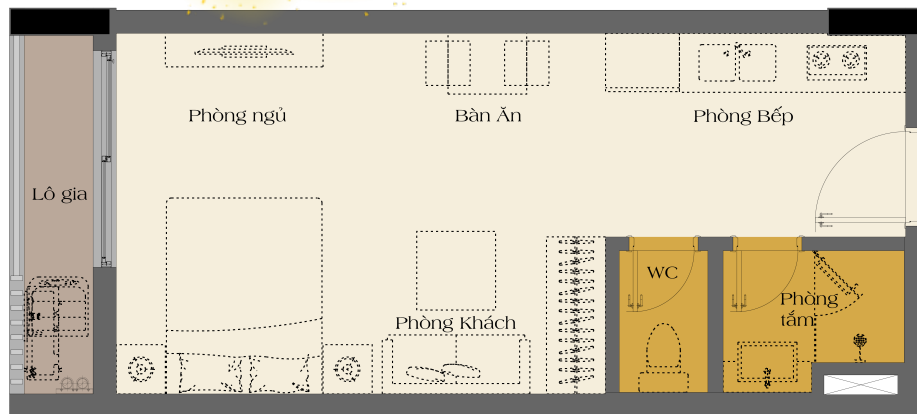 Phòng ngủ
Bàn Ăn
Phòng Bếp
Lô gia
WC
Phòng
tắm
Phòng Khách